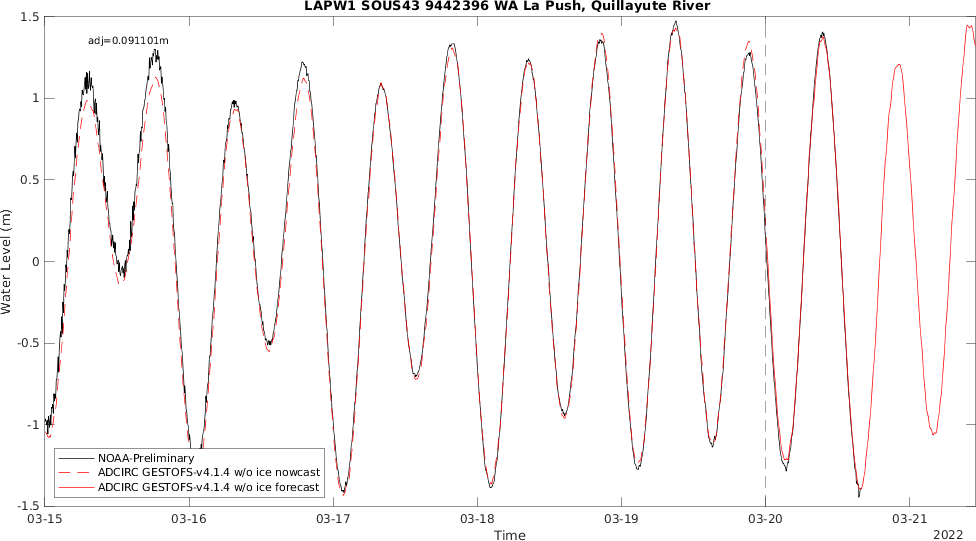 LAPW1 SOUS43 9442396 WA La Push, Quillayute River
adj=0.091101m
1.5
1
0.5
0
-0.5
-1
-1.5
Water Level (m)
NOAA-Preliminary
ADCIRC GESTOFS-v4.1.4 w/o ice nowcast
ADCIRC GESTOFS-v4.1.4 w/o ice forecast
03-15 03-16 03-17 03-18 03-19 03-20 03-21
Time
2022